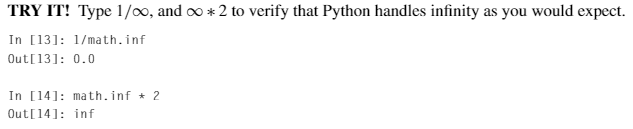 TRY IT! Type 1/∞, and ∞ ∗ 2 to verify that Python handles infinity as you would expect.
In [13]: 1/math.inf
Out[13]: 0.0
In [14]: math.inf * 2
Out[14]: inf